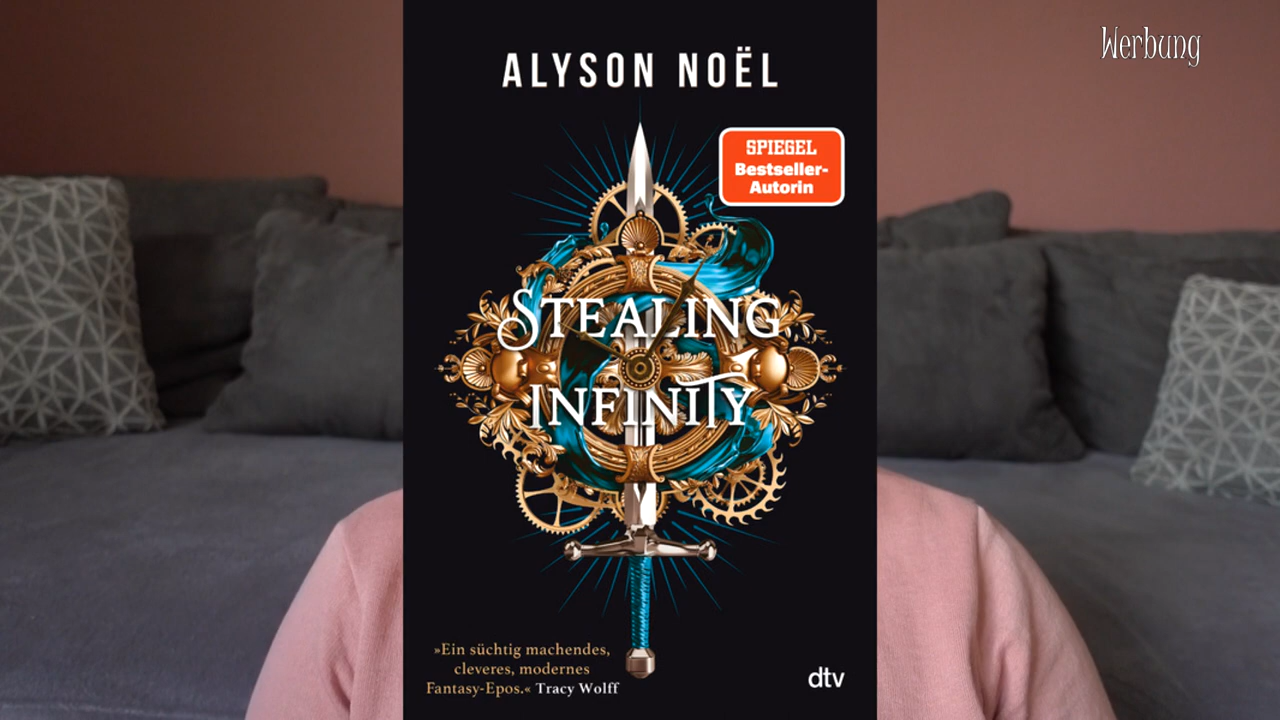 Werbung
ALYSON NOËL
SPIEGEL
Bestseller-
Autorin
STEALING
INFINITY
»Ein süchtig machendes,
cleveres, modernes
Fantasy-Epos.« Tracy Wolff
dtv